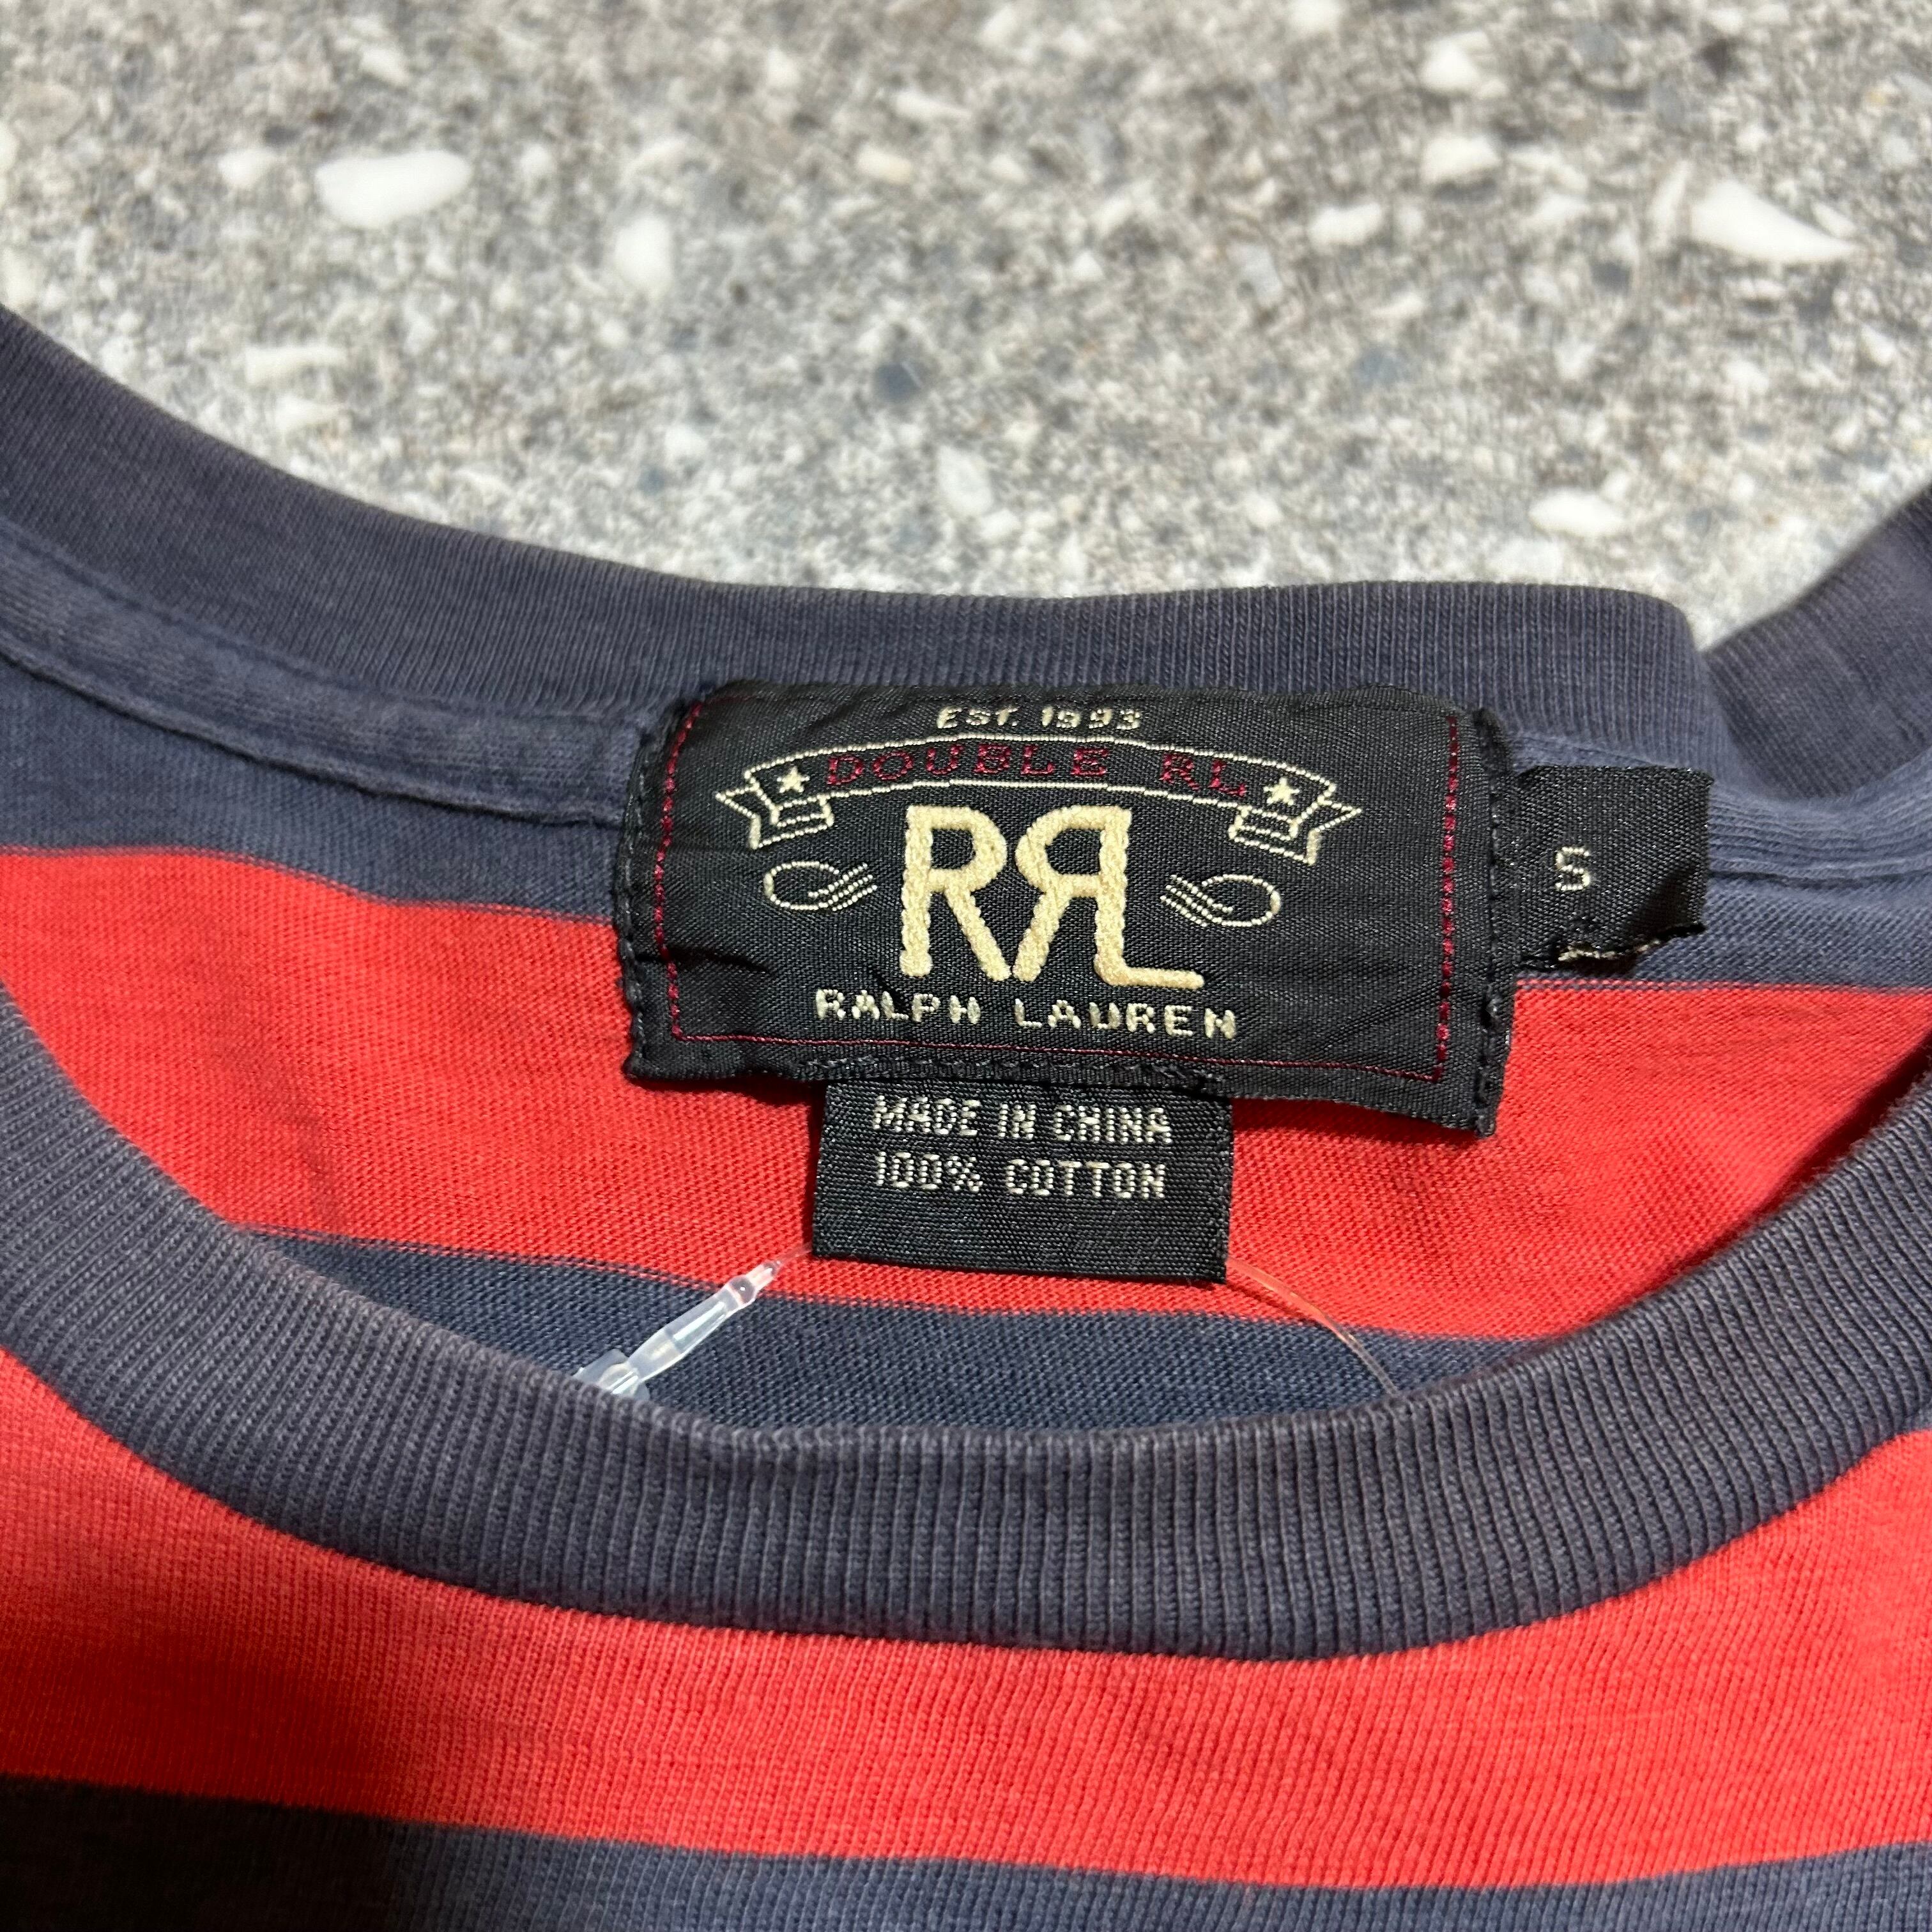 EST. 1993
DOUBLE RL
RRL
RALPH LAUREN
S
MADE IN CHINA
100% COTTON